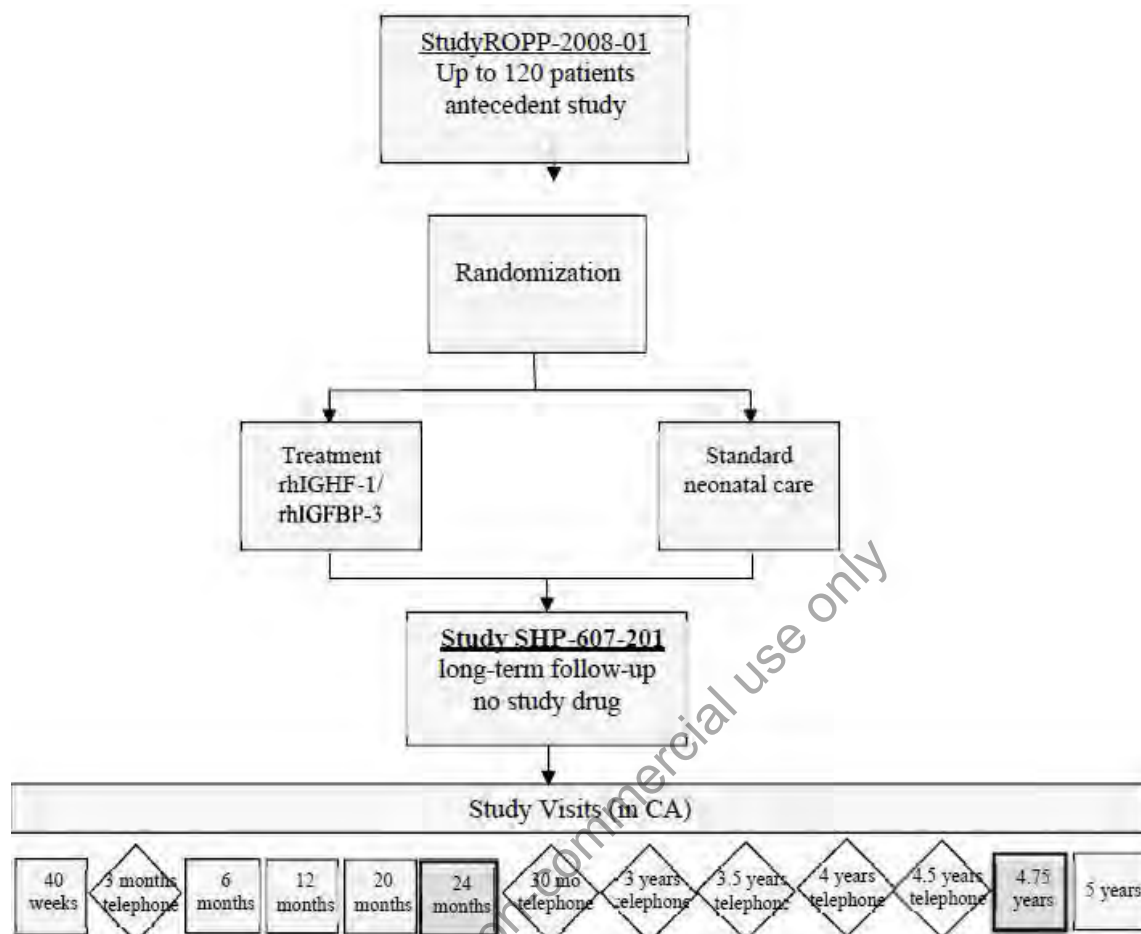 StudyROPP-2008-01
Up to 120 patients
antecedent study
Randomization
Treatment
rhIGHF-1/
rhIGFBP-3
Standard
neonatal care
Study SHP-607-201
long-term follow-up
no study drug
Study Visits (in CA)
40
weeks
3 months
telephone
6
months
12
months
20
months
24
months
30 mo
telephone
3 years
telephone
3.5 years
telephone
4 years
telephone
4.5 years
telephone
4.75
years
5 years
commercial use only